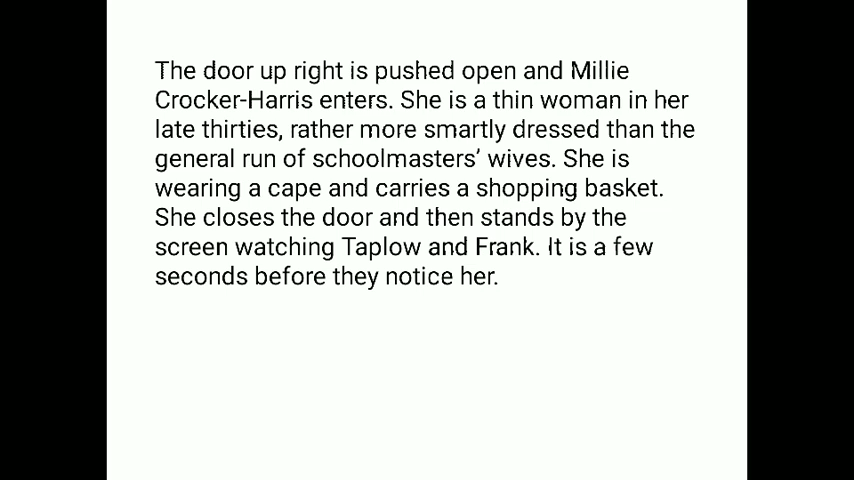 The door up right is pushed open and Millie
Crocker-Harris enters. She is a thin woman in her
late thirties, rather more smartly dressed than the
general run of schoolmasters’ wives. She is
wearing a cape and carries a shopping basket.
She closes the door and then stands by the
screen watching Taplow and Frank. It is a few
seconds before they notice her.